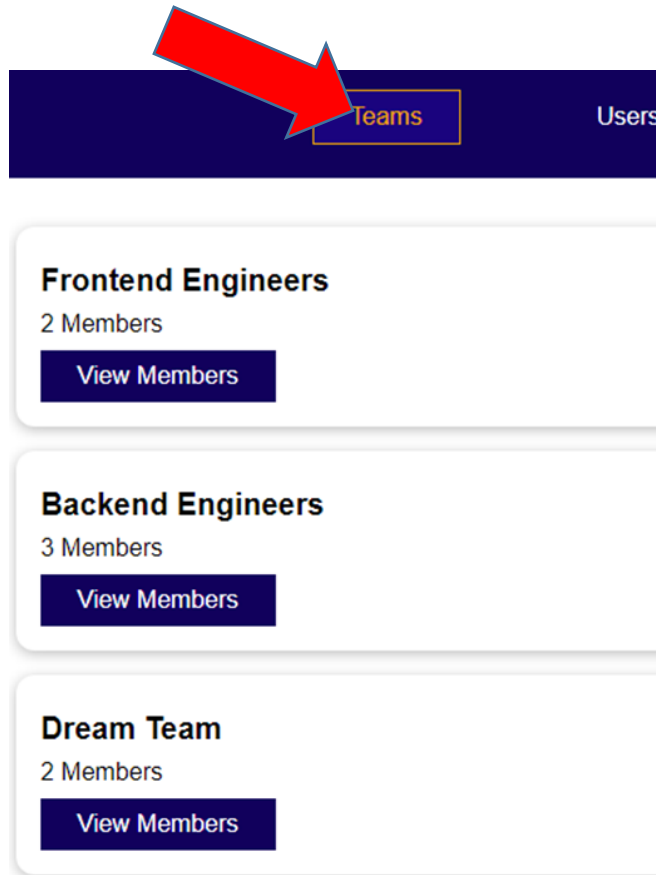 Teams Users
Frontend Engineers
2 Members
View Members
Backend Engineers
3 Members
View Members
Dream Team
2 Members
View Members